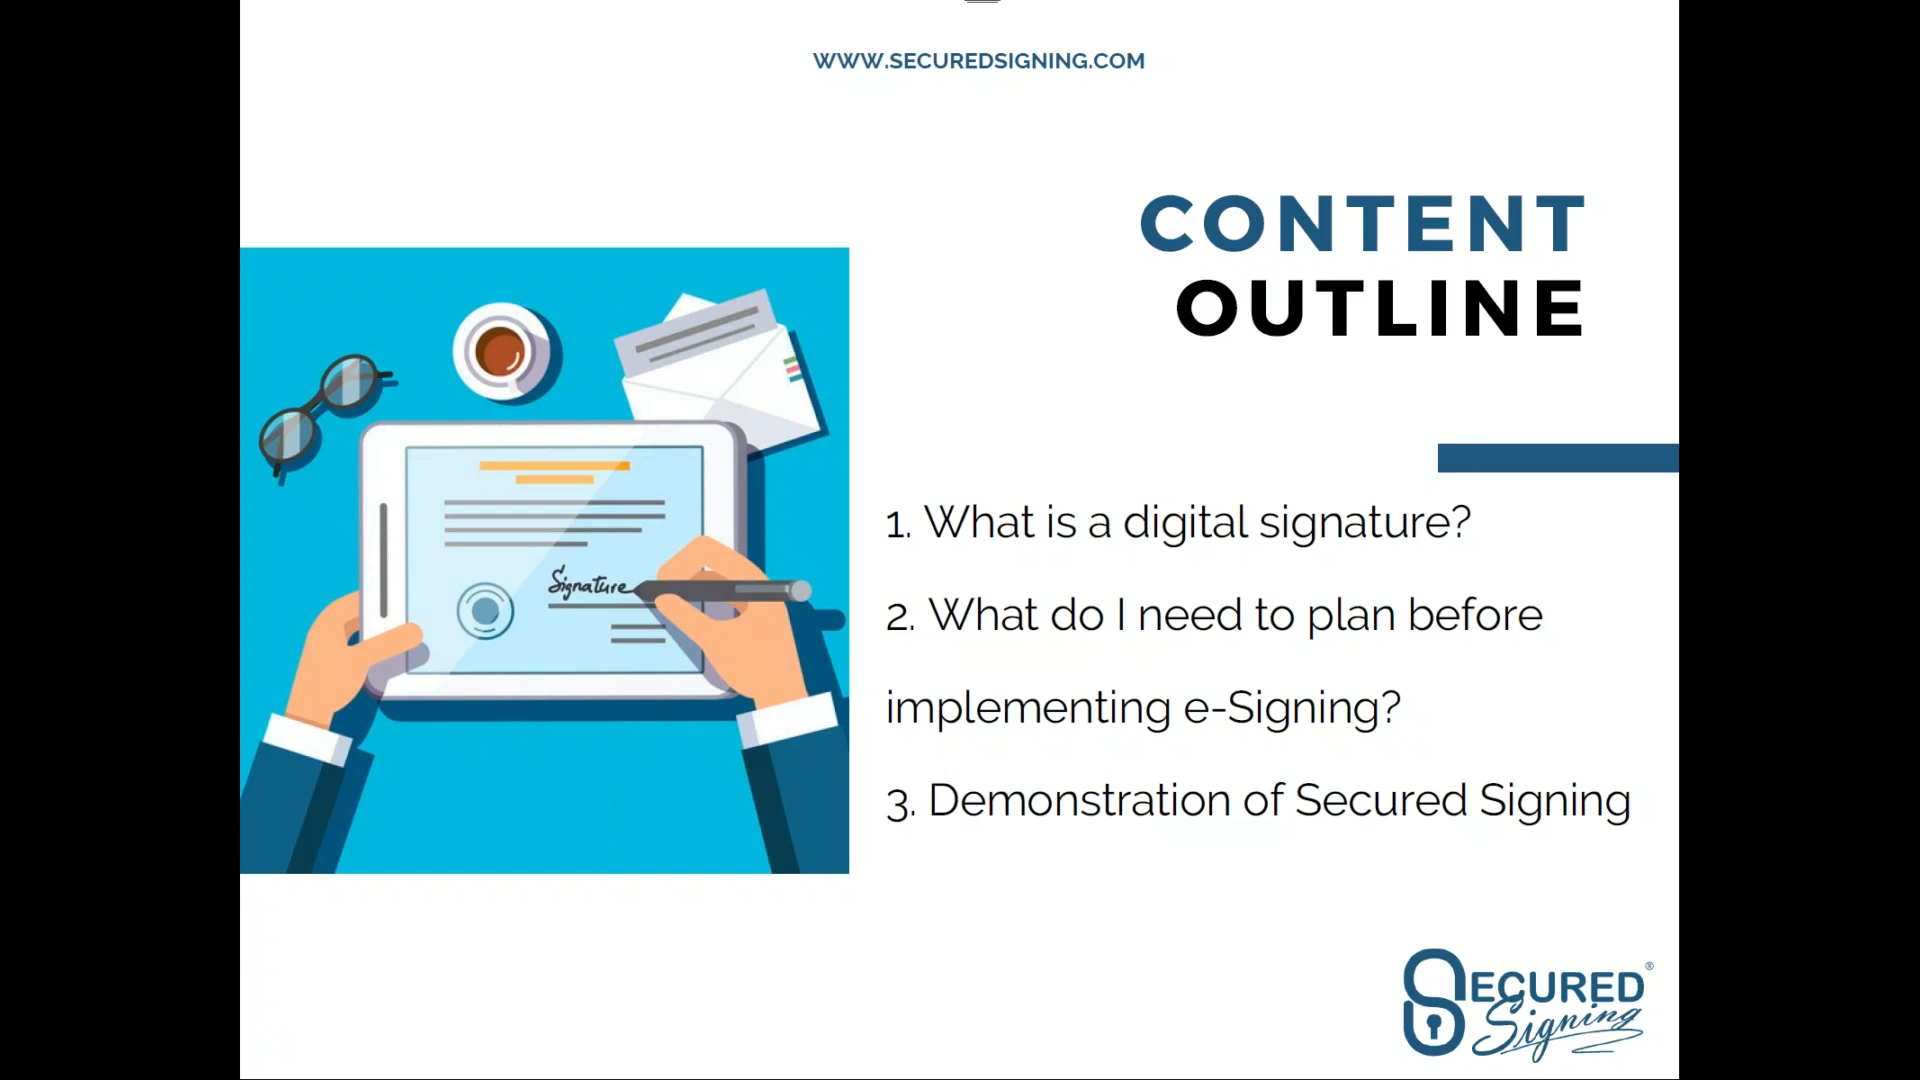 WWW.SECUREDSIGNING.COM
CONTENT
OUTLINE
1. What is a digital signature?
2. What do I need to plan before
implementing e-Signing?
3. Demonstration of Secured Signing
Signature
SECURED®
Signing